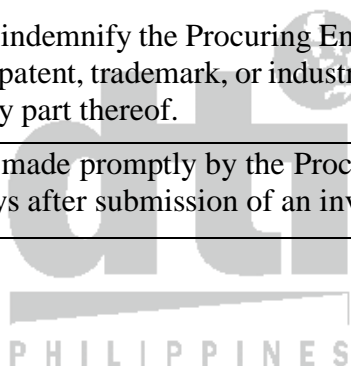 indemnify the Procuring En
patent, trademark, or industr
y part thereof.
made promptly by the Proc
ys after submission of an inv
dti
PHILIPPINES